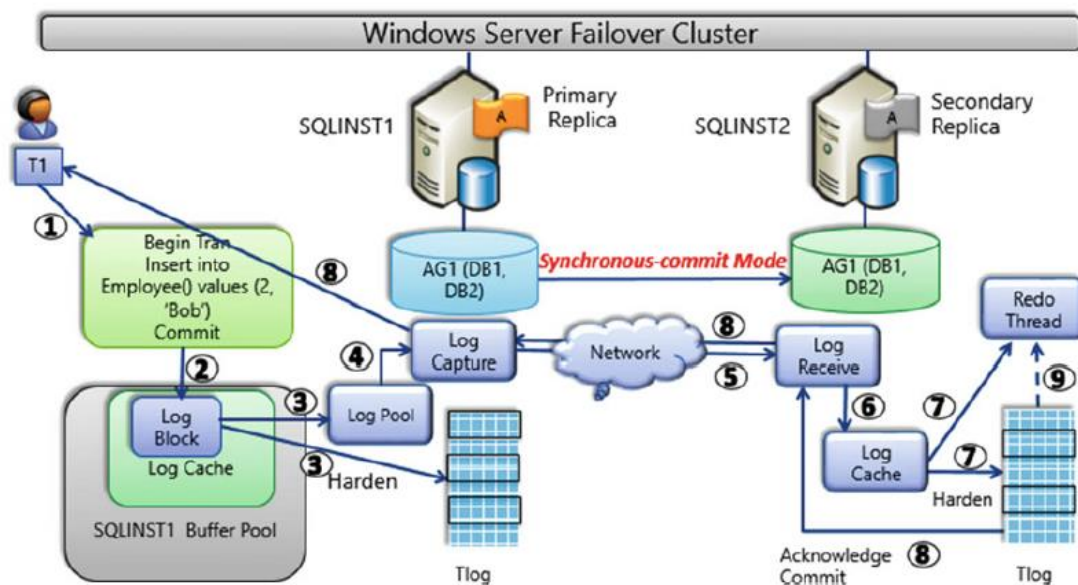 Windows Server Failover Cluster
SQLINST1
Primary
Replica
A
SQLINST2
Secondary
Replica
A
T1
1
Begin Tran
Insert into
Employee() values (2,
‘Bob’)
Commit
8
AG1 (DB1,
DB2)
Synchronous-commit Mode
AG1 (DB1,
DB2)
Redo
Thread
2
4
Log
Capture
Network
8
5
Log
Receive
9
Log
Block
Log Cache
3
Log Pool
3
Harden
6
7
Log
Cache
7
Harden
SQLINST1 Buffer Pool
Tlog
Acknowledge
Commit
8
Tlog